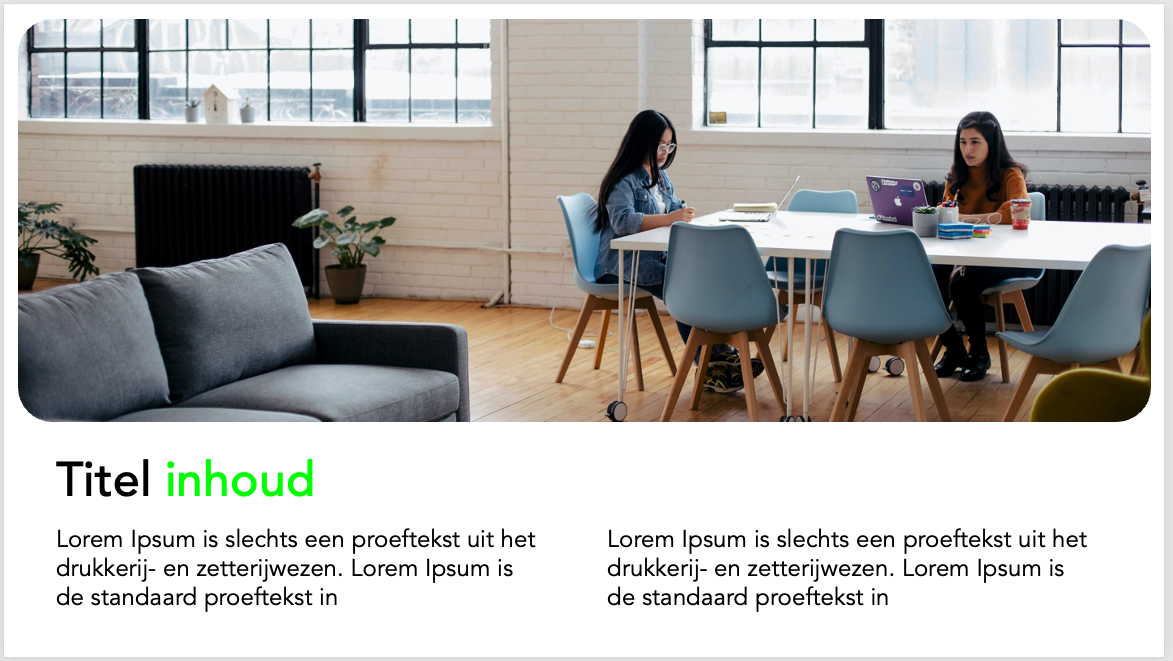 Titel inhoud
Lorem Ipsum is slechts een proeftekst uit het
drukkerij- en zetterijwezen. Lorem Ipsum is
de standaard proeftekst in
Lorem Ipsum is slechts een proeftekst uit het
drukkerij- en zetterijwezen. Lorem Ipsum is
de standaard proeftekst in